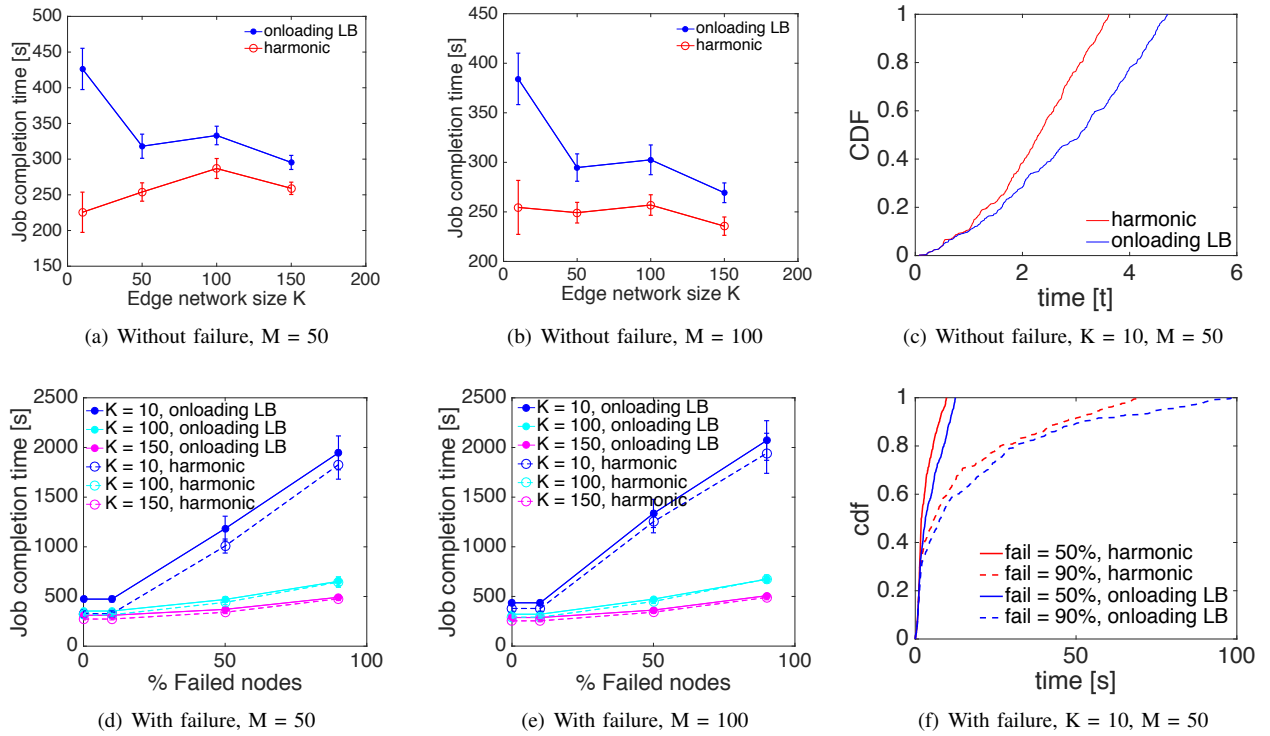 Job completion time [s]
500
450
400
350
300
250
200
150
0
50
100
150
200
Edge network size K
onloading LB
harmonic
(a) Without failure, M = 50
Job completion time [s]
450
400
350
300
250
200
0
50
100
150
200
Edge network size K
onloading LB
harmonic
(b) Without failure, M = 100
CDF
1
0.8
0.6
0.4
0.2
0
0
2
4
6
time [t]
harmonic
onloading LB
(c) Without failure, K = 10, M = 50
Job completion time [s]
2500
2000
1500
1000
500
0
0
50
100
% Failed nodes
K = 10, onloading LB
K = 100, onloading LB
K = 150, onloading LB
K = 10, harmonic
K = 100, harmonic
K = 150, harmonic
(d) With failure, M = 50
Job completion time [s]
2500
2000
1500
1000
500
0
0
50
100
% Failed nodes
K = 10, onloading LB
K = 100, onloading LB
K = 150, onloading LB
K = 10, harmonic
K = 100, harmonic
K = 150, harmonic
(e) With failure, M = 100
cdf
1
0.8
0.6
0.4
0.2
0
0
50
100
time [s]
fail = 50%, harmonic
fail = 90%, harmonic
fail = 50%, onloading LB
fail = 90%, onloading LB
(f) With failure, K = 10, M = 50